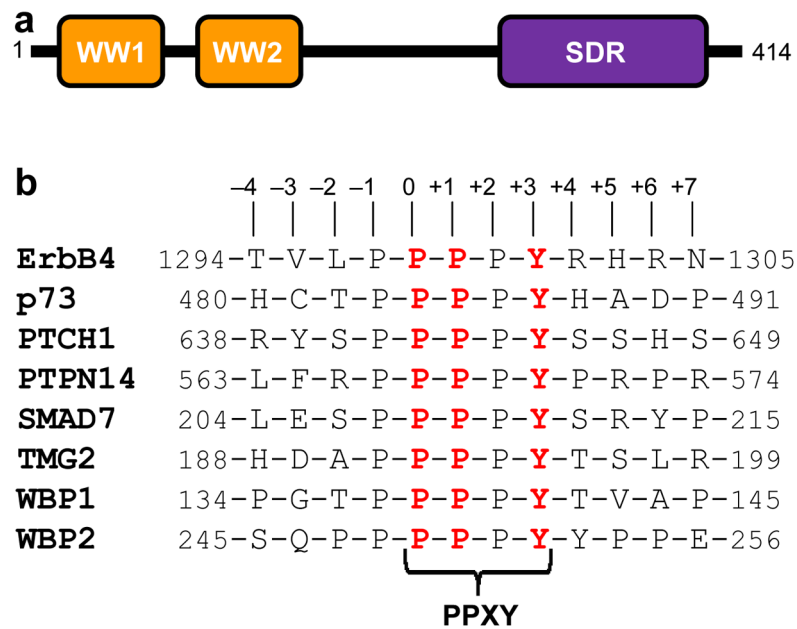 a
1 WW1 WW2 SDR 414
b
–4 –3 –2 –1 0 +1 +2 +3 +4 +5 +6 +7
ErbB4 1294–T–V–L–P–P–P–P–Y–R–H–R–N–1305
p73 480–H–C–T–P–P–P–P–Y–H–A–D–P–491
PTCH1 638–R–Y–S–P–P–P–P–Y–S–S–H–S–649
PTPN14 563–L–F–R–P–P–P–P–Y–P–R–P–R–574
SMAD7 204–L–E–S–P–P–P–P–Y–S–R–Y–P–215
TMG2 188–H–D–A–P–P–P–P–Y–T–S–L–R–199
WBP1 134–P–G–T–P–P–P–P–Y–T–V–A–P–145
WBP2 245–S–Q–P–P–P–P–P–Y–Y–P–P–E–256
PPXY